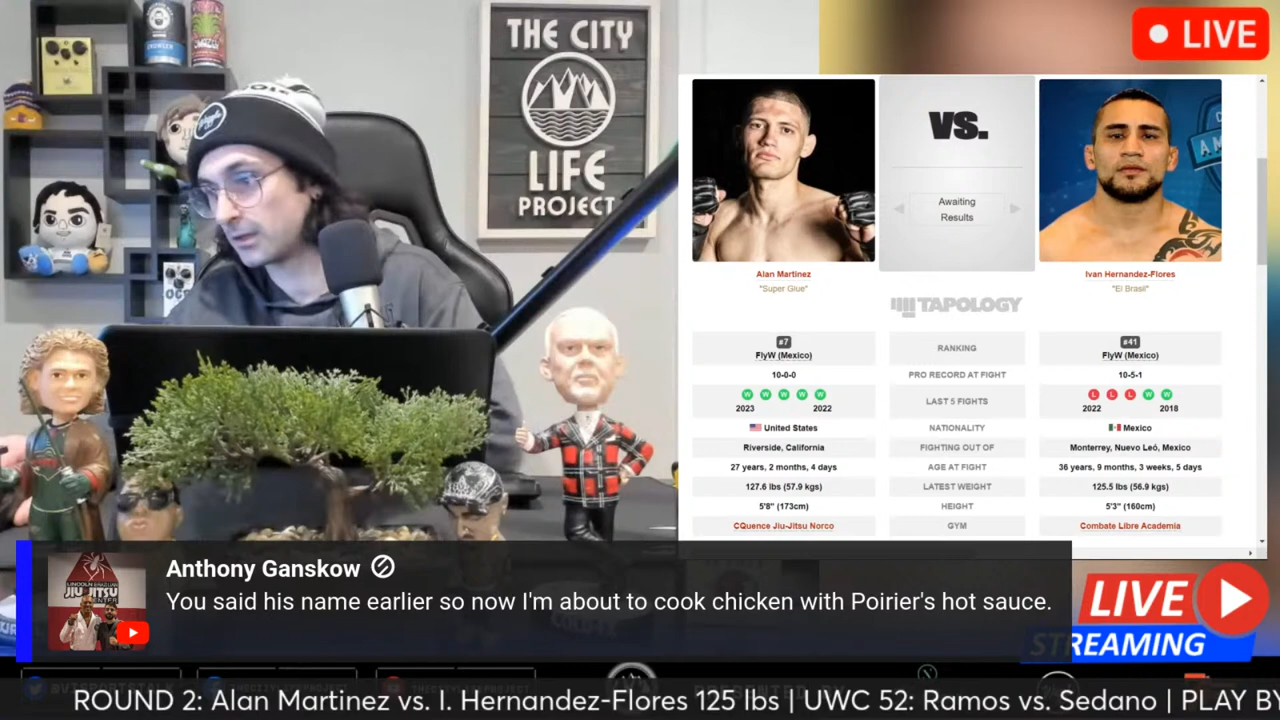 THE CITY
LIFE
PROJECT
LIVE
VS.
Awaiting
Results
Alan Martinez
"Super Glue"
Ivan Hernandez-Flores
"El Brasil"
TAPOLOGY
#7
FlyW (Mexico)
RANKING
#41
FlyW (Mexico)
10-0-0
PRO RECORD AT FIGHT
10-5-1
W W W W W
2023 2022
LAST 5 FIGHTS
L L L W W
2022 2018
United States
NATIONALITY
Mexico
Riverside, California
FIGHTING OUT OF
Monterrey, Nuevo Leó, Mexico
27 years, 2 months, 4 days
AGE AT FIGHT
36 years, 9 months, 3 weeks, 5 days
127.6 lbs (57.9 kgs)
LATEST WEIGHT
125.5 lbs (56.9 kgs)
5'8" (173cm)
HEIGHT
5'3" (160cm)
CQuence Jiu-Jitsu Norco
GYM
Combate Libre Academia
Anthony Ganskow
You said his name earlier so now I'm about to cook chicken with Poirier's hot sauce.
LIVE
STREAMING
ROUND 2: Alan Martinez vs. I. Hernandez-Flores 125 lbs | UWC 52: Ramos vs. Sedano | PLAY BY